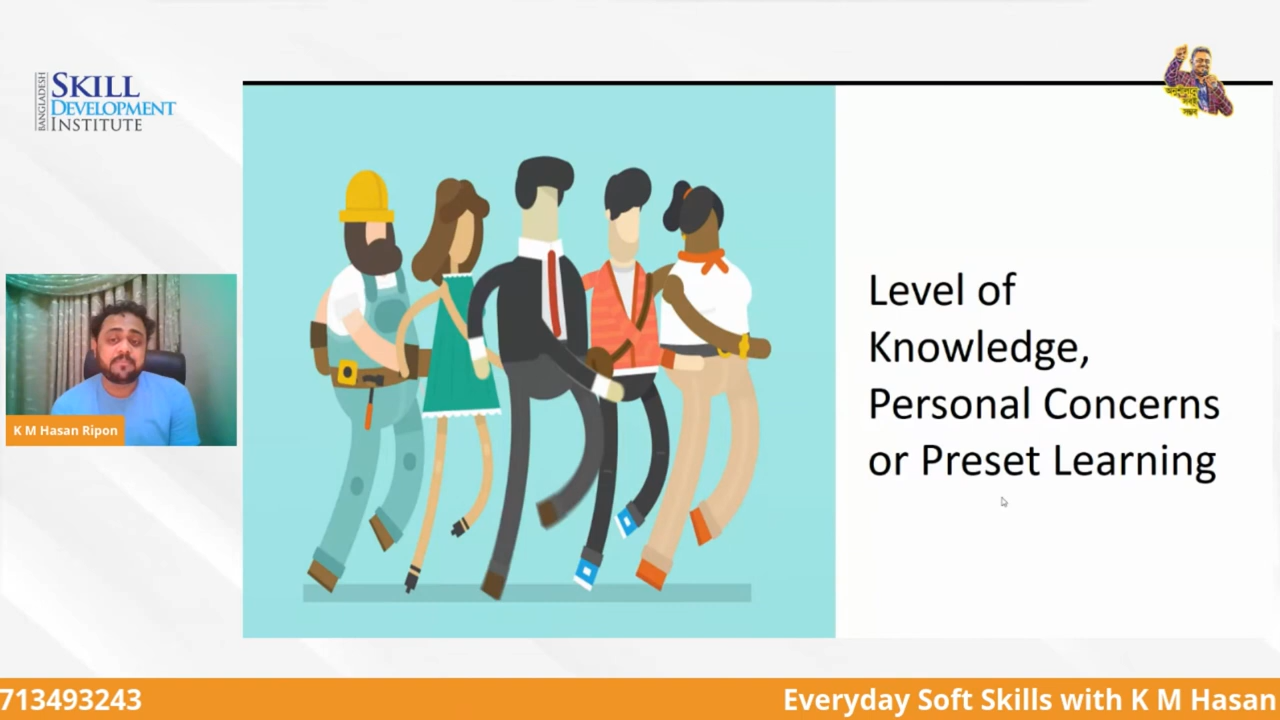 BANGLADESH
SKILL
DEVELOPMENT
INSTITUTE
Level of
Knowledge,
Personal Concerns
or Preset Learning
K M Hasan Ripon
713493243
Everyday Soft Skills with K M Hasan